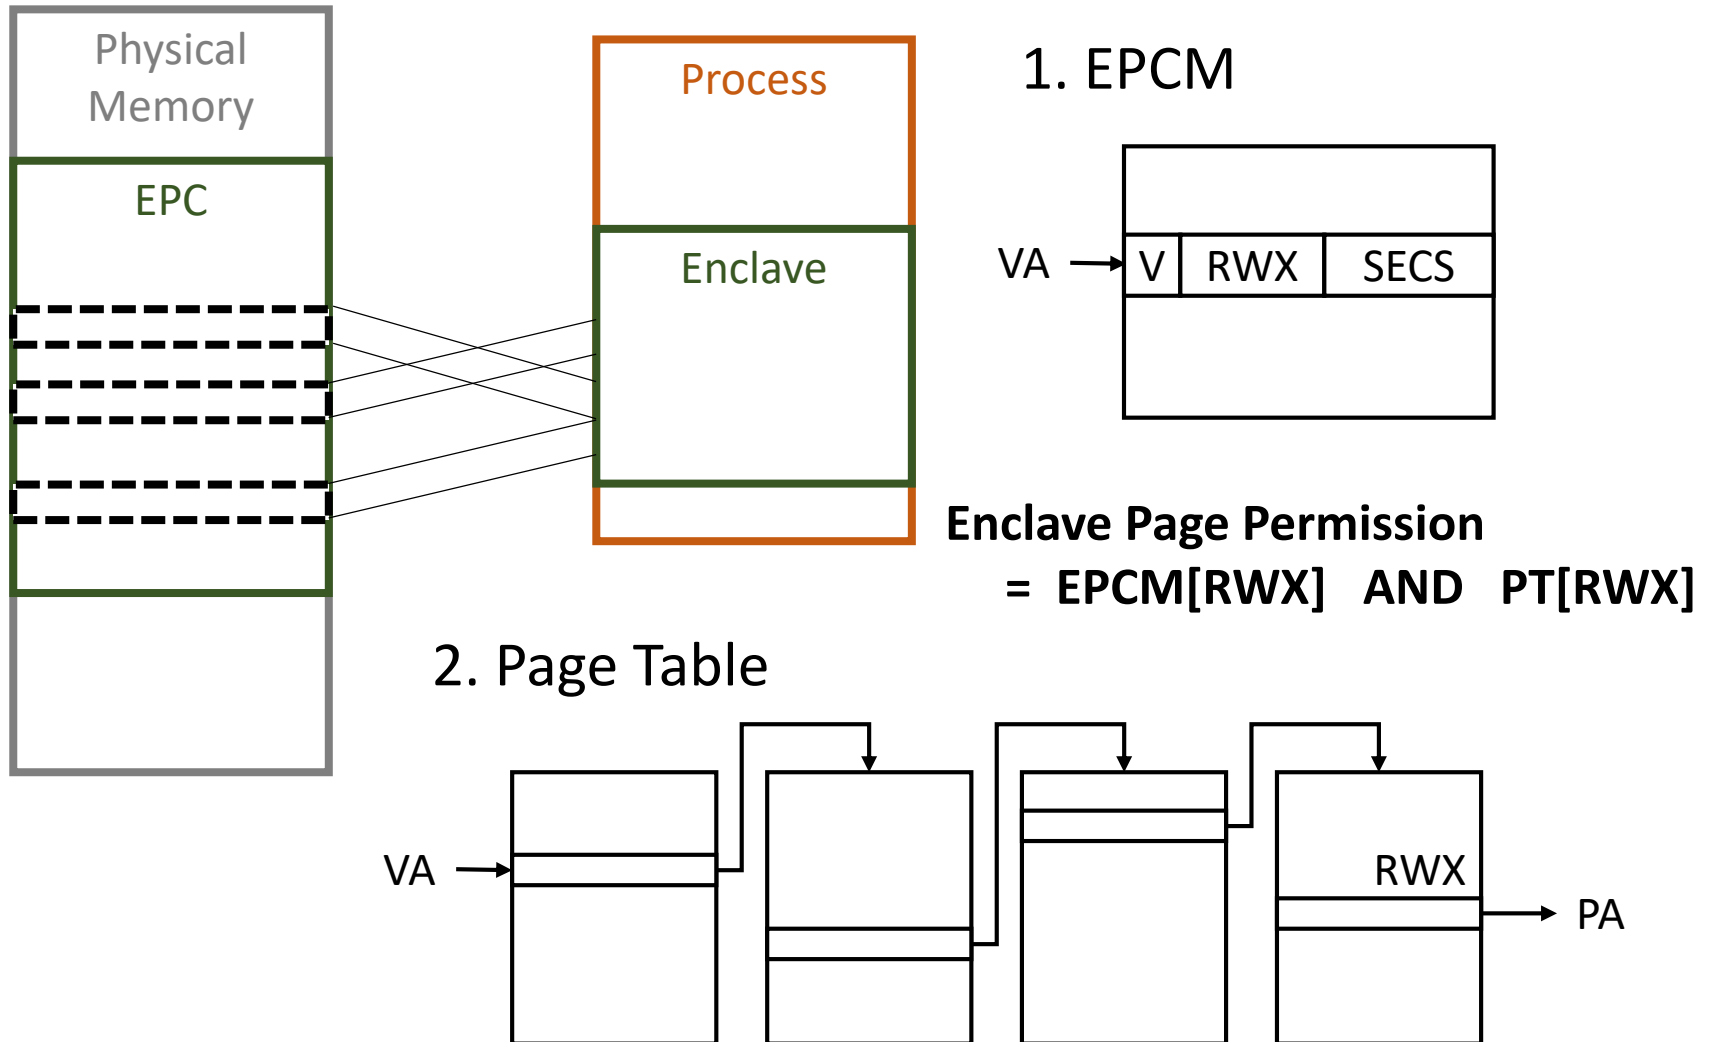 Physical
Memory
EPC
Process
Enclave
1. EPCM
VA
V
RWX
SECS
Enclave Page Permission
= EPCM[RWX] AND PT[RWX]
2. Page Table
VA
RWX
PA